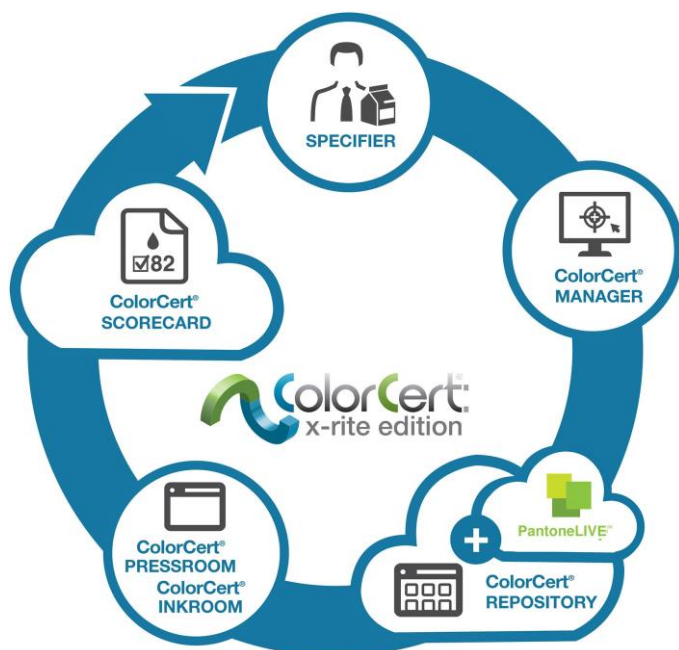 SPECIFIER
ColorCert®
MANAGER
82
ColorCert®
SCORECARD
ColorCert:
x-rite edition
PantoneLIVE™
+
ColorCert®
REPOSITORY
ColorCert®
PRESSROOM
ColorCert®
INKROOM